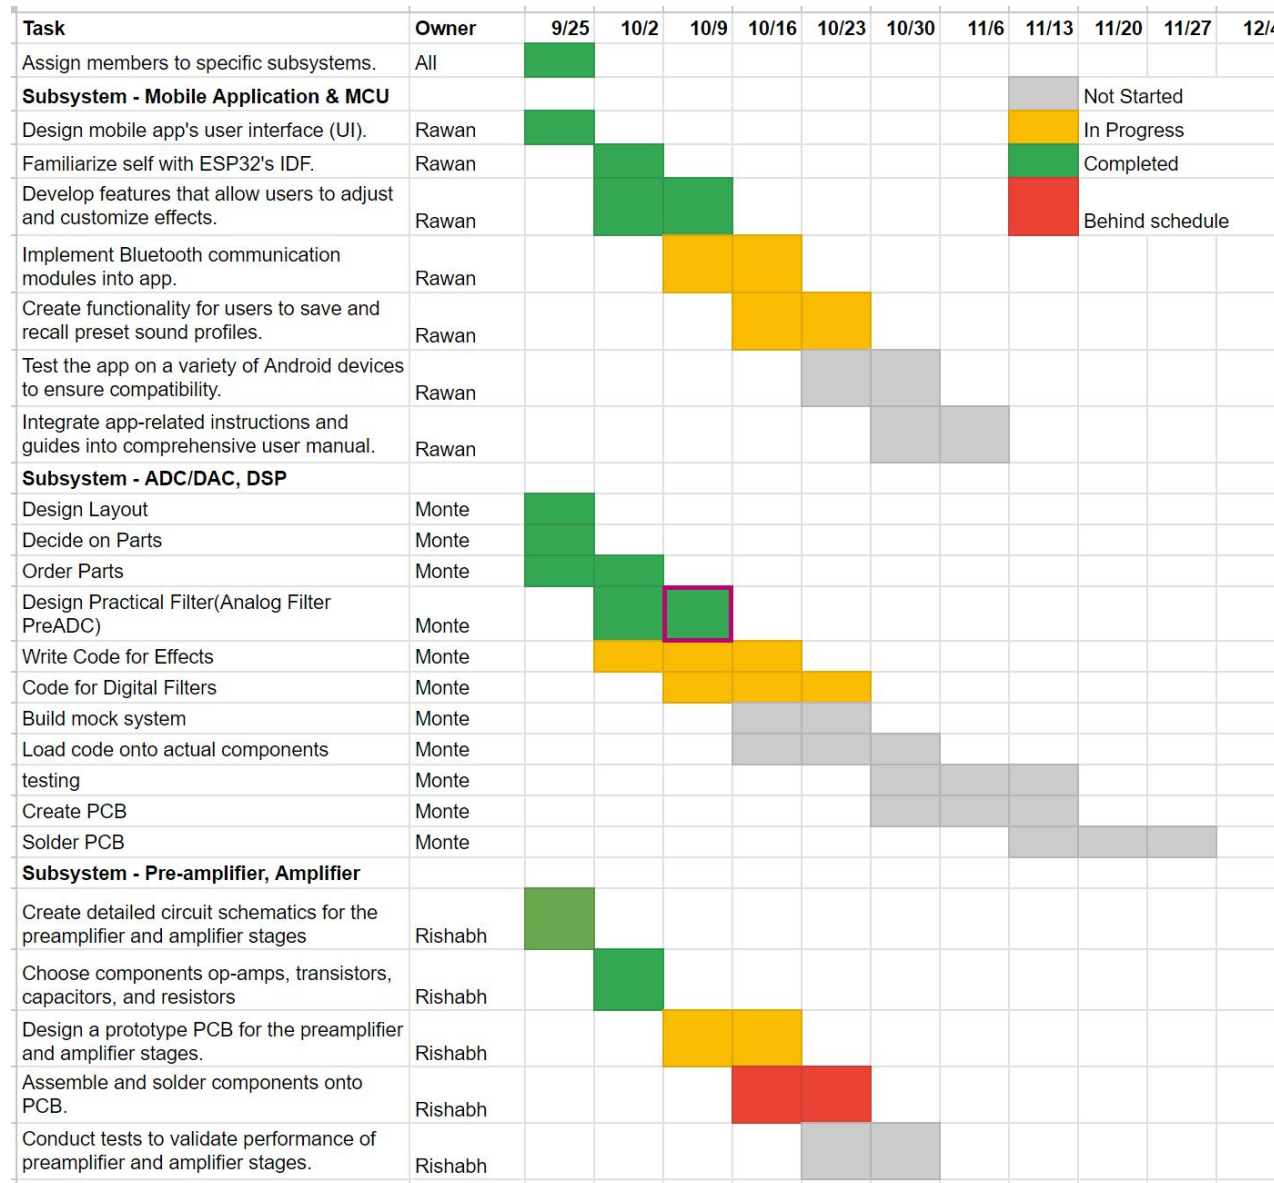 Task Owner 9/25 10/2 10/9 10/16 10/23 10/30 11/6 11/13 11/20 11/27 12/4
Assign members to specific subsystems. All
Subsystem - Mobile Application & MCU Not Started
Design mobile app's user interface (UI). Rawan In Progress
Familiarize self with ESP32's IDF. Rawan Completed
Develop features that allow users to adjust
and customize effects. Rawan Behind schedule
Implement Bluetooth communication
modules into app. Rawan
Create functionality for users to save and
recall preset sound profiles. Rawan
Test the app on a variety of Android devices
to ensure compatibility. Rawan
Integrate app-related instructions and
guides into comprehensive user manual. Rawan
Subsystem - ADC/DAC, DSP
Design Layout Monte
Decide on Parts Monte
Order Parts Monte
Design Practical Filter(Analog Filter
PreADC) Monte
Write Code for Effects Monte
Code for Digital Filters Monte
Build mock system Monte
Load code onto actual components Monte
testing Monte
Create PCB Monte
Solder PCB Monte
Subsystem - Pre-amplifier, Amplifier
Create detailed circuit schematics for the
preamplifier and amplifier stages Rishabh
Choose components op-amps, transistors,
capacitors, and resistors Rishabh
Design a prototype PCB for the preamplifier
and amplifier stages. Rishabh
Assemble and solder components onto
PCB. Rishabh
Conduct tests to validate performance of
preamplifier and amplifier stages. Rishabh